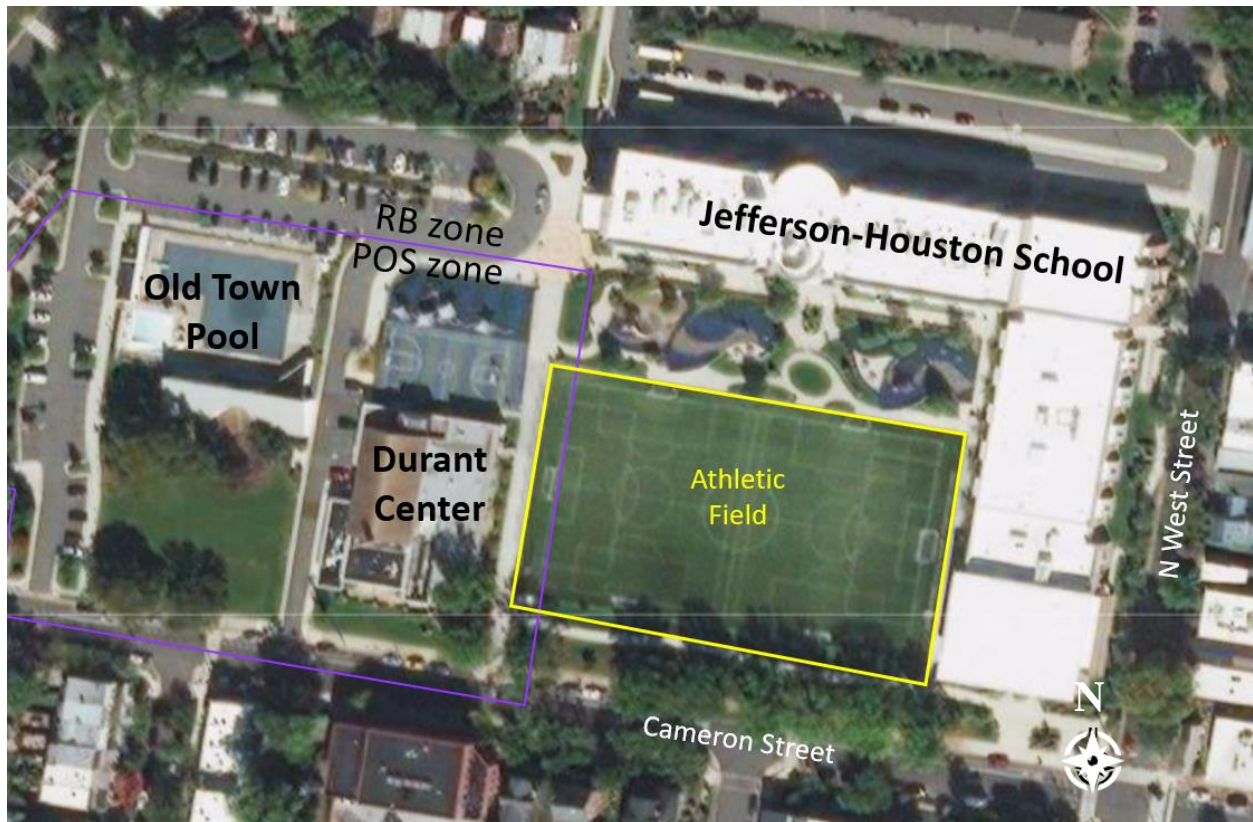 RB zone
POS zone
Jefferson-Houston School
Old Town
Pool
Durant
Center
Athletic
Field
N West Street
Cameron Street
N